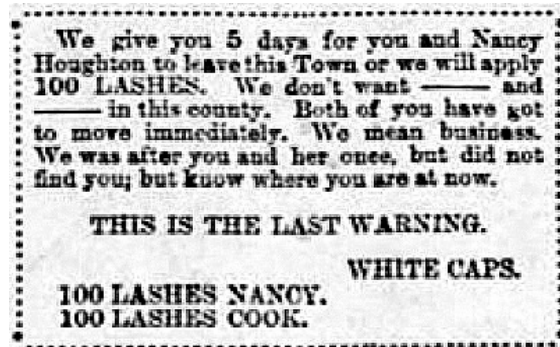 We give you 5 days for you and Nancy
Houghton to leave this Town or we will apply
100 LASHES. We don't want —— and
—— in this county. Both of you have got
to move immediately. We mean business.
We was after you and her once, but did not
find you; but know where you are at now.
THIS IS THE LAST WARNING.
WHITE CAPS.
100 LASHES NANCY.
100 LASHES COOK.